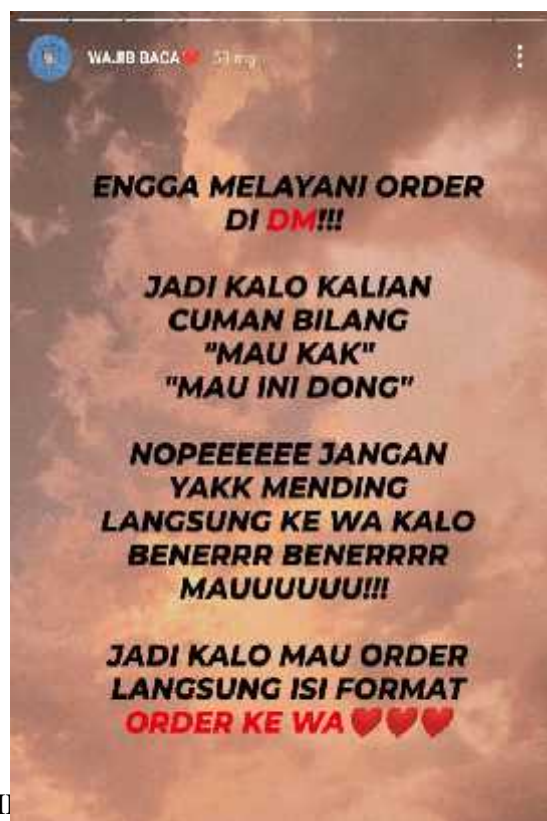 WAJIB BACA❤
ENGGA MELAYANI ORDER
DI DM!!!
JADI KALO KALIAN
CUMAN BILANG
"MAU KAK"
"MAU INI DONG"
NOPEEEEEE JANGAN
YAKK MENDING
LANGSUNG KE WA KALO
BENERRR BENERRRR
MAUUUUUU!!!
JADI KALO MAU ORDER
LANGSUNG ISI FORMAT
ORDER KE WA❤❤❤